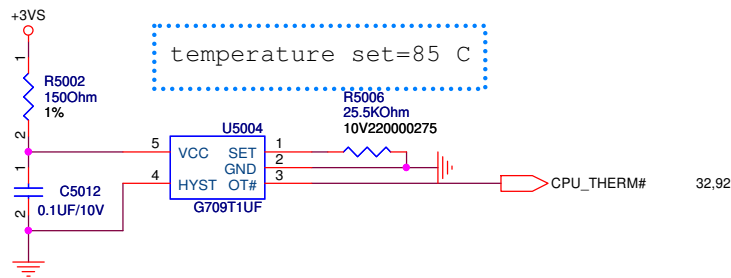 +3VS
temperature set=85 C
1
R5002
150Ohm
1%
2
R5006
25.5KOhm
10V220000275
U5004
5 VCC SET 1
GND 2
4 HYST OT# 3
G709T1UF
1
C5012
0.1UF/10V
2
CPU_THERM# 32,92